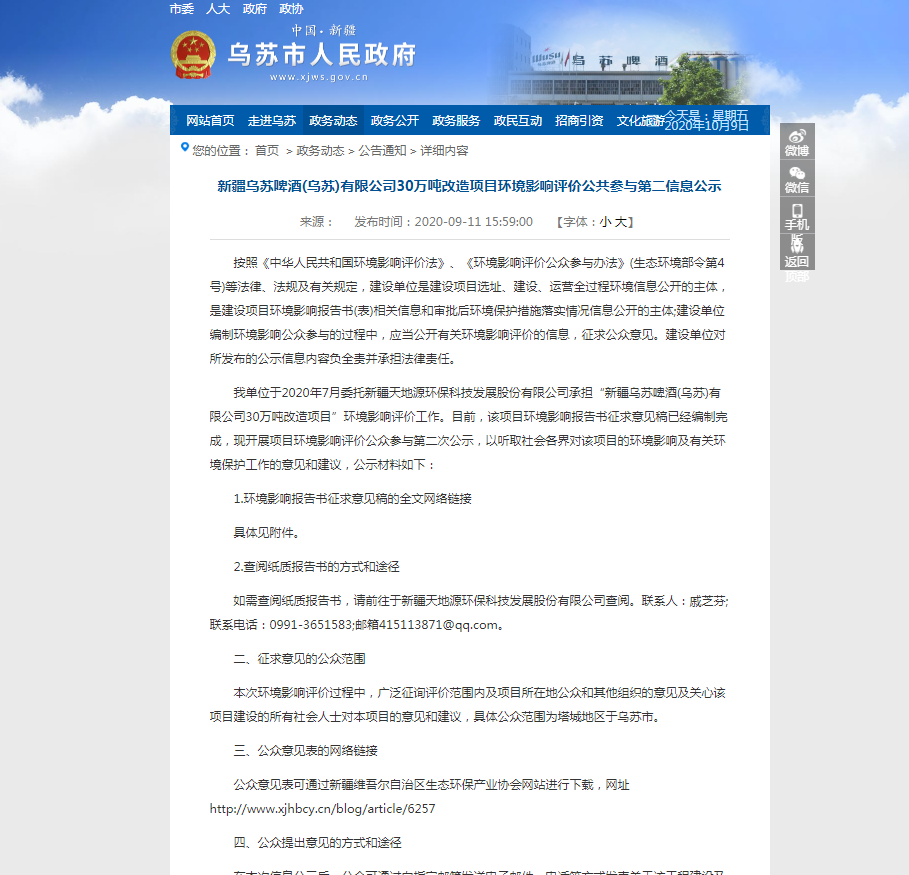 市委 人大 政府 政协
中国·新疆
乌苏市人民政府
www.xjws.gov.cn
wusu 乌苏啤酒
网站首页 走进乌苏 政务动态 政务公开 政务服务 政民互动 招商引资 文化旅游
今天是：星期五
2020年10月9日
微博
微信
手机版
返回顶部
您的位置： 首页 > 政务动态 > 公告通知 > 详细内容
新疆乌苏啤酒(乌苏)有限公司30万吨改造项目环境影响评价公共参与第二信息公示
来源： 发布时间：2020-09-11 15:59:00 【字体：小 大】
按照《中华人民共和国环境影响评价法》、《环境影响评价公众参与办法》(生态环境部令第4
号)等法律、法规及有关规定，建设单位是建设项目选址、建设、运营全过程环境信息公开的主体，
是建设项目环境影响报告书(表)相关信息和审批后环境保护措施落实情况信息公开的主体;建设单位
编制环境影响公众参与的过程中，应当公开有关环境影响评价的信息，征求公众意见。建设单位对
所发布的公示信息内容负全责并承担法律责任。
我单位于2020年7月委托新疆天地源环保科技发展股份有限公司承担“新疆乌苏啤酒(乌苏)有
限公司30万吨改造项目”环境影响评价工作。目前，该项目环境影响报告书征求意见稿已经编制完
成，现开展项目环境影响评价公众参与第二次公示，以听取社会各界对该项目的环境影响及有关环
境保护工作的意见和建议，公示材料如下：
1.环境影响报告书征求意见稿的全文网络链接
具体见附件。
2.查阅纸质报告书的方式和途径
如需查阅纸质报告书，请前往于新疆天地源环保科技发展股份有限公司查阅。联系人：戚芝芬;
联系电话：0991-3651583;邮箱415113871@qq.com。
二、征求意见的公众范围
本次环境影响评价过程中，广泛征询评价范围内及项目所在地公众和其他组织的意见及关心该
项目建设的所有社会人士对本项目的意见和建议，具体公众范围为塔城地区于乌苏市。
三、公众意见表的网络链接
公众意见表可通过新疆维吾尔自治区生态环保产业协会网站进行下载，网址
http://www.xjhbcy.cn/blog/article/6257
四、公众提出意见的方式和途径